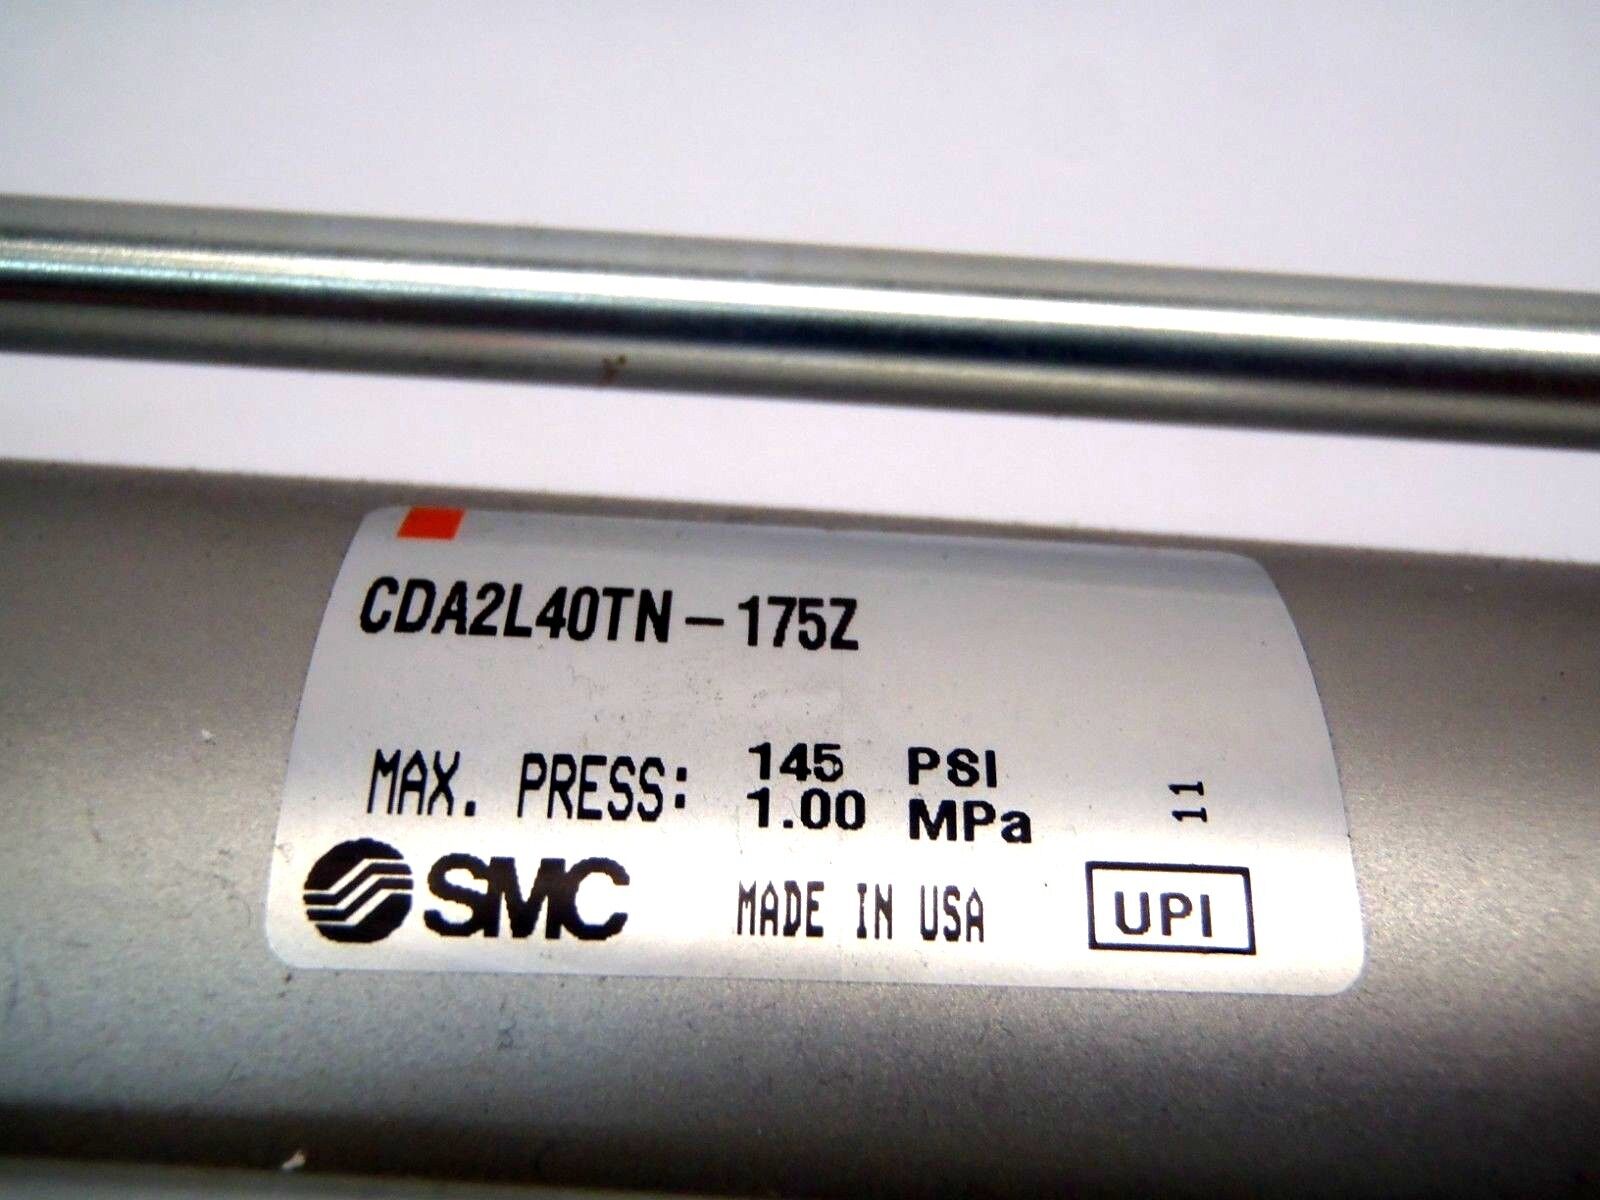 CDA2L40TN-175Z
MAX. PRESS: 145 PSI
1.00 MPa
11
SMC MADE IN USA UPI